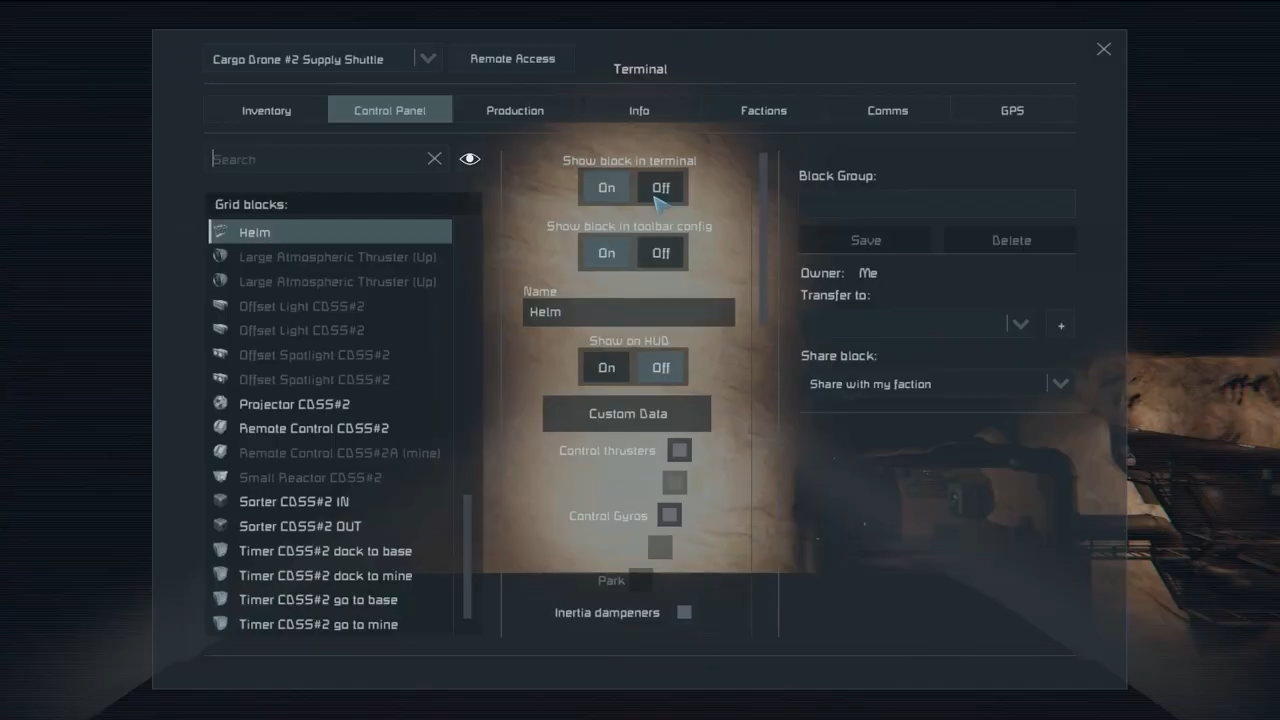 Cargo Drone #2 Supply Shuttle
Remote Access
Terminal
Inventory
Control Panel
Production
Info
Factions
Comms
GPS
Search
Grid blocks:
Helm
Large Atmospheric Thruster (Up)
Large Atmospheric Thruster (Up)
Offset Light CDSS#2
Offset Light CDSS#2
Offset Spotlight CDSS#2
Offset Spotlight CDSS#2
Projector CDSS#2
Remote Control CDSS#2
Remote Control CDSS#2A (mine)
Small Reactor CDSS#2
Sorter CDSS#2 IN
Sorter CDSS#2 OUT
Timer CDSS#2 dock to base
Timer CDSS#2 dock to mine
Timer CDSS#2 go to base
Timer CDSS#2 go to mine
Show block in terminal
On
Off
Show block in toolbar config
On
Off
Name
Helm
Show on HUD
On
Off
Custom Data
Control thrusters
Control Gyros
Park
Inertia dampeners
Block Group:
Save
Delete
Owner: Me
Transfer to:
+
Share block:
Share with my faction